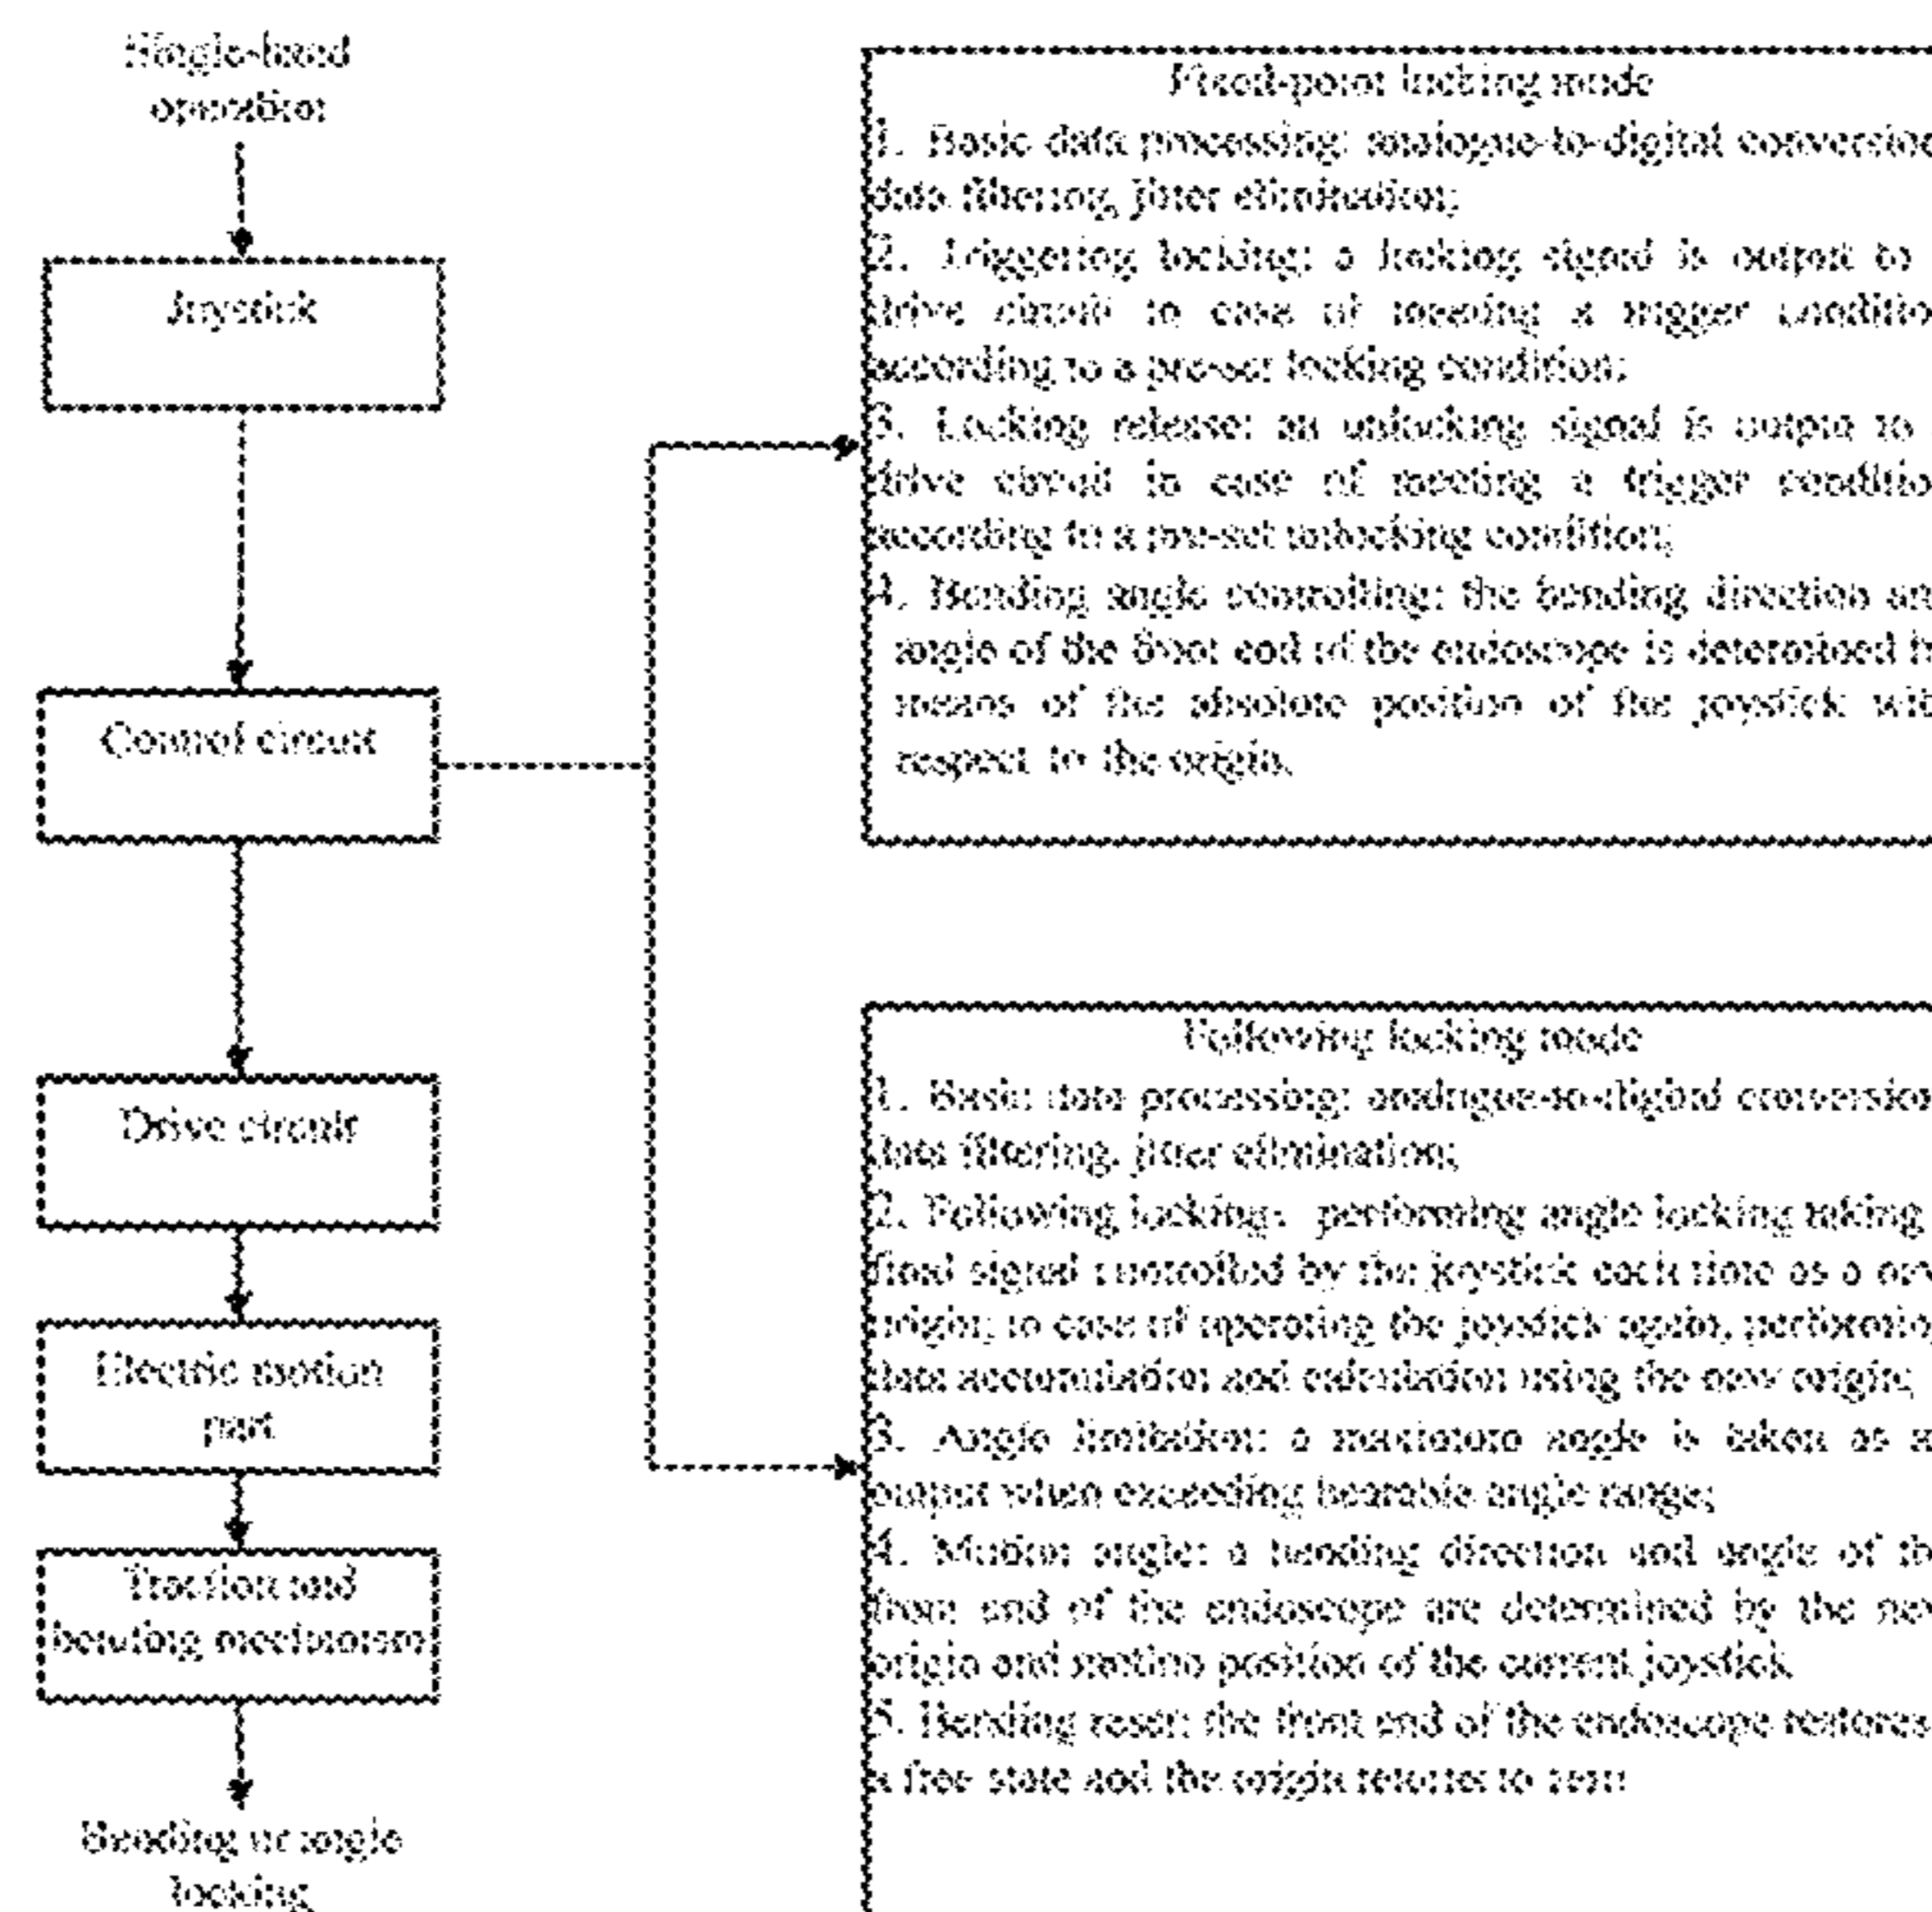 Single-hand
operation
Joystick
Control circuit
Drive circuit
Electric motion
part
Traction and
bending mechanism
Bending or angle
locking
Fixed-point locking mode
1. Basic data processing: analogue-to-digital conversion
data filtering, jitter elimination;
2. Triggering locking: a locking signal is output to
drive circuit in case of meeting a trigger conditio
according to a pre-set locking condition;
3. Locking release: an unlocking signal is output to
drive circuit in case of meeting a trigger conditio
according to a pre-set unlocking condition;
4. Bending angle controlling: the bending direction an
angle of the front end of the endoscope is determined b
means of the absolute position of the joystick wit
respect to the origin.
Following locking mode
1. Basic data processing: analogue-to-digital conversion
data filtering, jitter elimination;
2. Following locking: performing angle locking taking
final signal controlled by the joystick each time as a ne
origin; in case of operating the joystick again, performin
data accumulation and calculation using the new origin;
3. Angle limitation: a maximum angle is taken as
output when exceeding bearable angle range;
4. Motion angle: a bending direction and angle of th
front end of the endoscope are determined by the ne
origin and motion position of the current joystick
5. Bending reset: the front end of the endoscope restores
a free state and the origin returns to zero